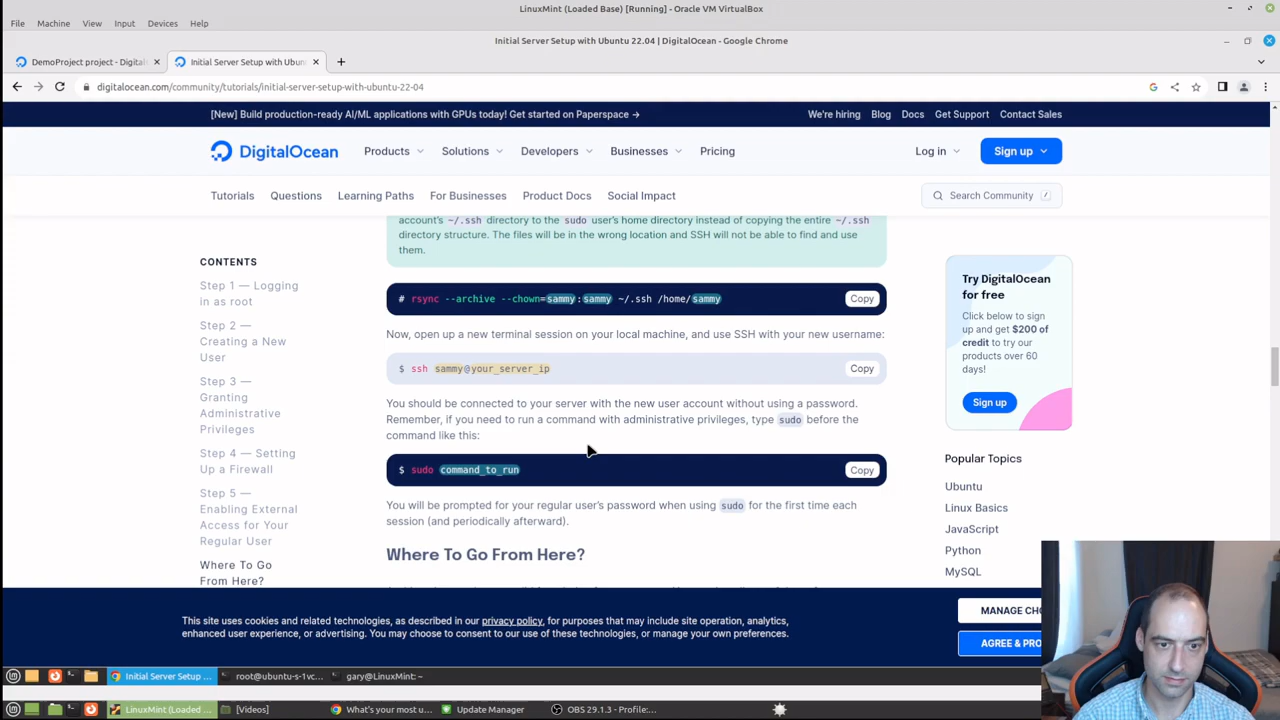 LinuxMint (Loaded Base) [Running] - Oracle VM VirtualBox
File Machine View Input Devices Help
Initial Server Setup with Ubuntu 22.04 | DigitalOcean - Google Chrome
DemoProject project - Digital
Initial Server Setup with Ubun
digitalocean.com/community/tutorials/initial-server-setup-with-ubuntu-22-04
[New] Build production-ready AI/ML applications with GPUs today! Get started on Paperspace →
We're hiring Blog Docs Get Support Contact Sales
DigitalOcean
Products Solutions Developers Businesses Pricing
Log in
Sign up
Tutorials Questions Learning Paths For Businesses Product Docs Social Impact
Search Community /
CONTENTS
Step 1 — Logging
in as root
Step 2 —
Creating a New
User
Step 3 —
Granting
Administrative
Privileges
Step 4 — Setting
Up a Firewall
Step 5 —
Enabling External
Access for Your
Regular User
Where To Go
From Here?
account's ~/.ssh directory to the sudo user's home directory instead of copying the entire ~/.ssh
directory structure. The files will be in the wrong location and SSH will not be able to find and use
them.
# rsync --archive --chown=sammy:sammy ~/.ssh /home/sammy
Copy
Now, open up a new terminal session on your local machine, and use SSH with your new username:
$ ssh sammy@your_server_ip
Copy
You should be connected to your server with the new user account without using a password.
Remember, if you need to run a command with administrative privileges, type sudo before the
command like this:
$ sudo command_to_run
Copy
You will be prompted for your regular user's password when using sudo for the first time each
session (and periodically afterward).
Where To Go From Here?
Try DigitalOcean
for free
Click below to sign
up and get $200 of
credit to try our
products over 60
days!
Sign up
Popular Topics
Ubuntu
Linux Basics
JavaScript
Python
MySQL
This site uses cookies and related technologies, as described in our privacy policy, for purposes that may include site operation, analytics,
enhanced user experience, or advertising. You may choose to consent to our use of these technologies, or manage your own preferences.
MANAGE CHO
AGREE & PRO
Initial Server Setup ...
root@ubuntu-s-1vc...
gary@LinuxMint: ~
LinuxMint (Loaded ...
[Videos]
What's your most u...
Update Manager
OBS 29.1.3 - Profile:...